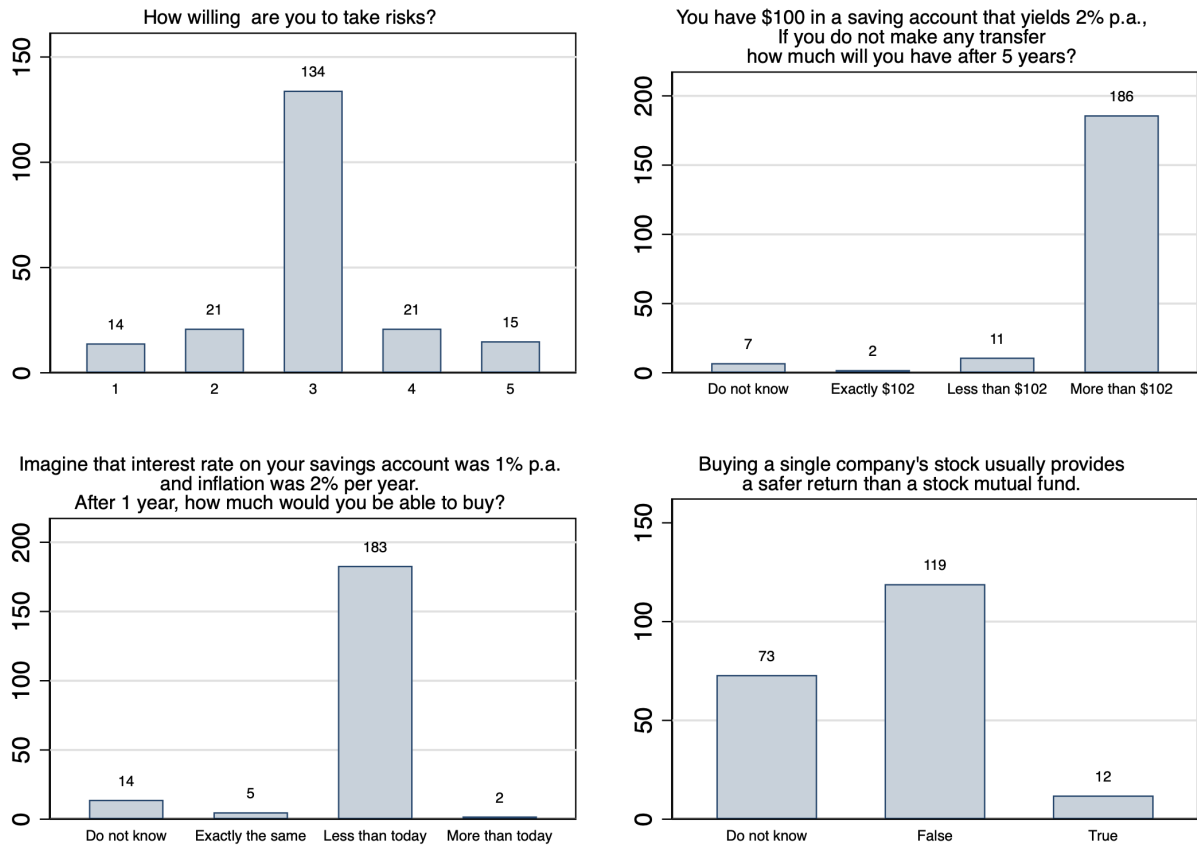 How willing  are you to take risks?
150
100
50
0
14
21
134
21
15
1 2 3 4 5
You have $100 in a saving account that yields 2% p.a.,
If you do not make any transfer
how much will you have after 5 years?
200
150
100
50
0
7
2
11
186
Do not know Exactly $102 Less than $102 More than $102
Imagine that interest rate on your savings account was 1% p.a.
and inflation was 2% per year.
After 1 year, how much would you be able to buy?
200
150
100
50
0
14
5
183
2
Do not know Exactly the same Less than today More than today
Buying a single company's stock usually provides
a safer return than a stock mutual fund.
150
100
50
0
73
119
12
Do not know False True